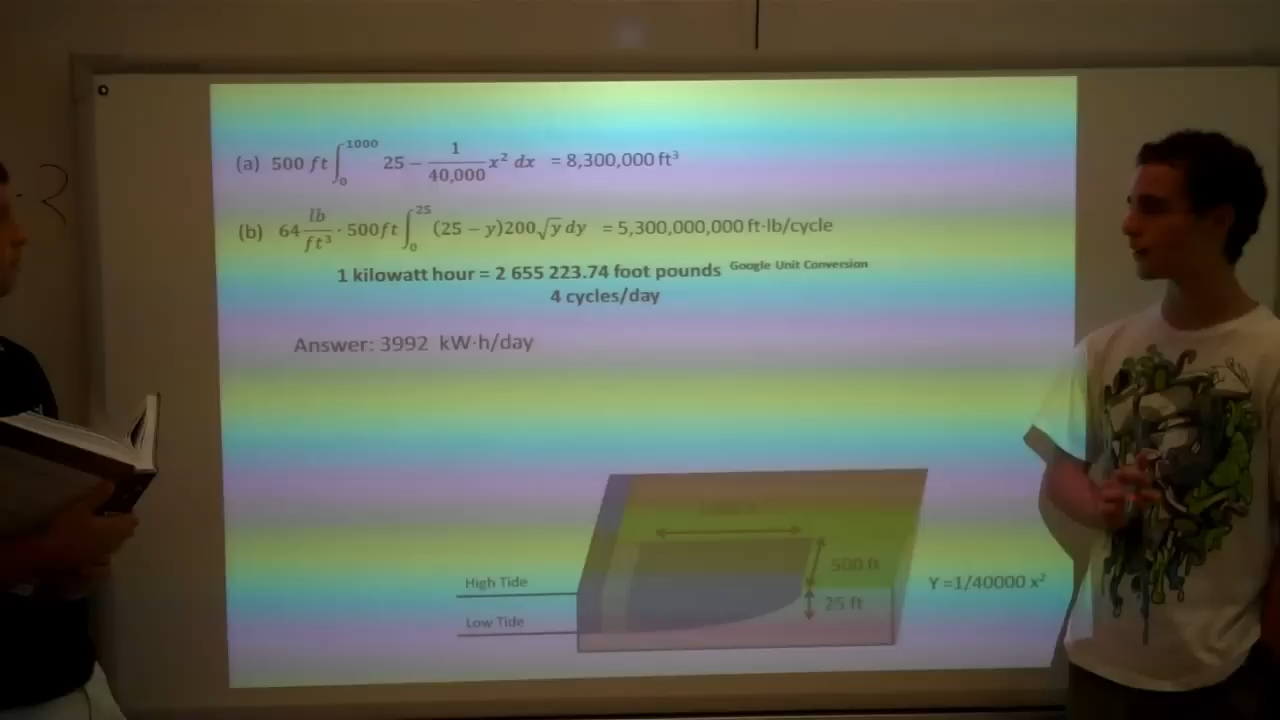 (a) 500 ft ∫₀¹⁰⁰⁰ 25 − 1/40,000 x² dx = 8,300,000 ft³
(b) 64 lb/ft³ · 500ft ∫₀²⁵ (25 − y)200√y dy = 5,300,000,000 ft·lb/cycle
1 kilowatt hour = 2 655 223.74 foot pounds Google Unit Conversion
4 cycles/day
Answer: 3992 kW·h/day
500 ft
High Tide
Y =1/40000 x²
25 ft
Low Tide